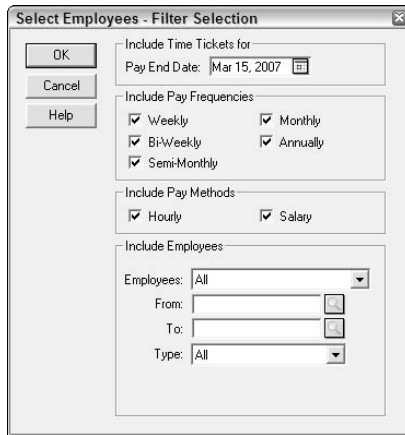 Select Employees - Filter Selection
OK
Cancel
Help
Include Time Tickets for
Pay End Date: Mar 15, 2007
Include Pay Frequencies
Weekly Monthly
Bi-Weekly Annually
Semi-Monthly
Include Pay Methods
Hourly Salary
Include Employees
Employees: All
From:
To:
Type: All